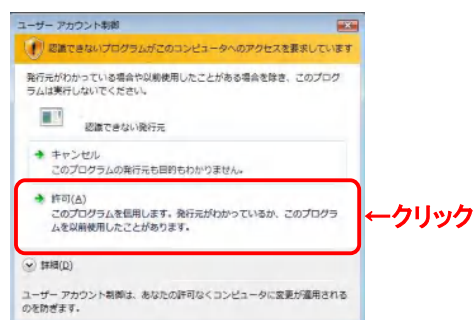 ユーザー アカウント制御
認識できないプログラムがこのコンピュータへのアクセスを要求しています
発行元がわかっている場合や以前使用したことがある場合を除き、このプログ
ラムは実行しないでください。
認識できない発行元
キャンセル
このプログラムの発行元も目的もわかりません。
許可(A)
このプログラムを信用します。発行元がわかっているか、このプログラ
ムを以前使用したことがあります。
←クリック
詳細(D)
ユーザー アカウント制御は、あなたの許可なくコンピュータに変更が適用される
のを防ぎます。